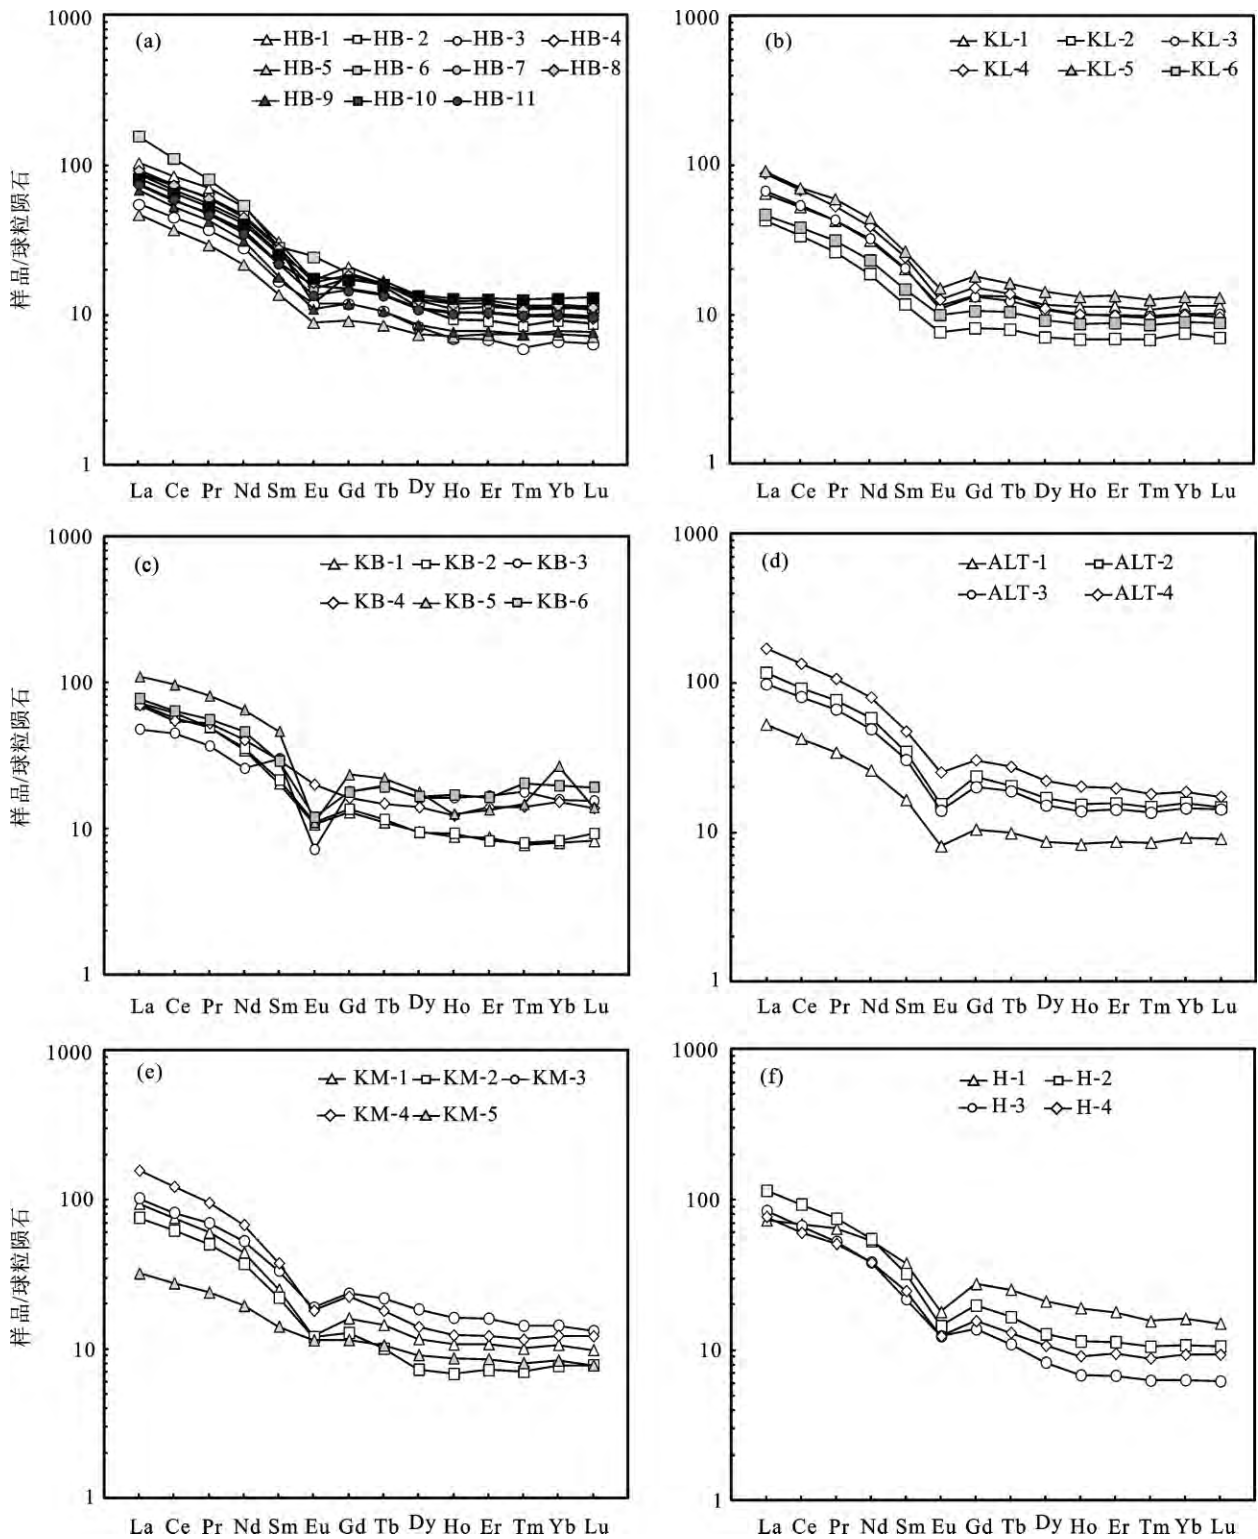 (a)
HB-1 HB-2 HB-3 HB-4
HB-5 HB-6 HB-7 HB-8
HB-9 HB-10 HB-11
1000
100
10
1
样品/球粒陨石
La Ce Pr Nd Sm Eu Gd Tb Dy Ho Er Tm Yb Lu
(b)
KL-1 KL-2 KL-3
KL-4 KL-5 KL-6
1000
100
10
1
La Ce Pr Nd Sm Eu Gd Tb Dy Ho Er Tm Yb Lu
(c)
KB-1 KB-2 KB-3
KB-4 KB-5 KB-6
1000
100
10
1
样品/球粒陨石
La Ce Pr Nd Sm Eu Gd Tb Dy Ho Er Tm Yb Lu
(d)
ALT-1 ALT-2
ALT-3 ALT-4
1000
100
10
1
La Ce Pr Nd Sm Eu Gd Tb Dy Ho Er Tm Yb Lu
(e)
KM-1 KM-2 KM-3
KM-4 KM-5
1000
100
10
1
样品/球粒陨石
La Ce Pr Nd Sm Eu Gd Tb Dy Ho Er Tm Yb Lu
(f)
H-1 H-2
H-3 H-4
1000
100
10
1
La Ce Pr Nd Sm Eu Gd Tb Dy Ho Er Tm Yb Lu